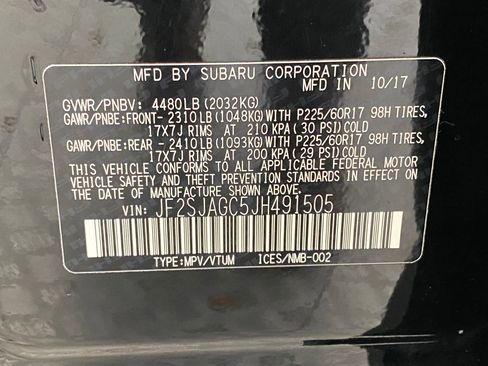 MFD BY SUBARU CORPORATION
MFD IN 10/17
GVWR/PNBV: 4480LB(2032KG)
GAWR/PNBE:FRONT- 2310LB(1048KG)WITH P225/60R17 98H TIRES,
17X7J RIMS AT 210 KPA(30 PSI)COLD
GAWR/PNBE:REAR - 2410LB(1093KG)WITH P225/60R17 98H TIRES,
17X7J RIMS AT 200 KPA(29 PSI)COLD
THIS VEHICLE CONFORMS TO ALL APPLICABLE FEDERAL MOTOR
VEHICLE SAFETY AND THEFT PREVENTION STANDARDS IN EFFECT ON
THE DATE OF MANUFACTURE SHOWN ABOVE.
VIN: JF2SJAGC5JH491505
TYPE:MPV/VTUM ICES/NMB-002